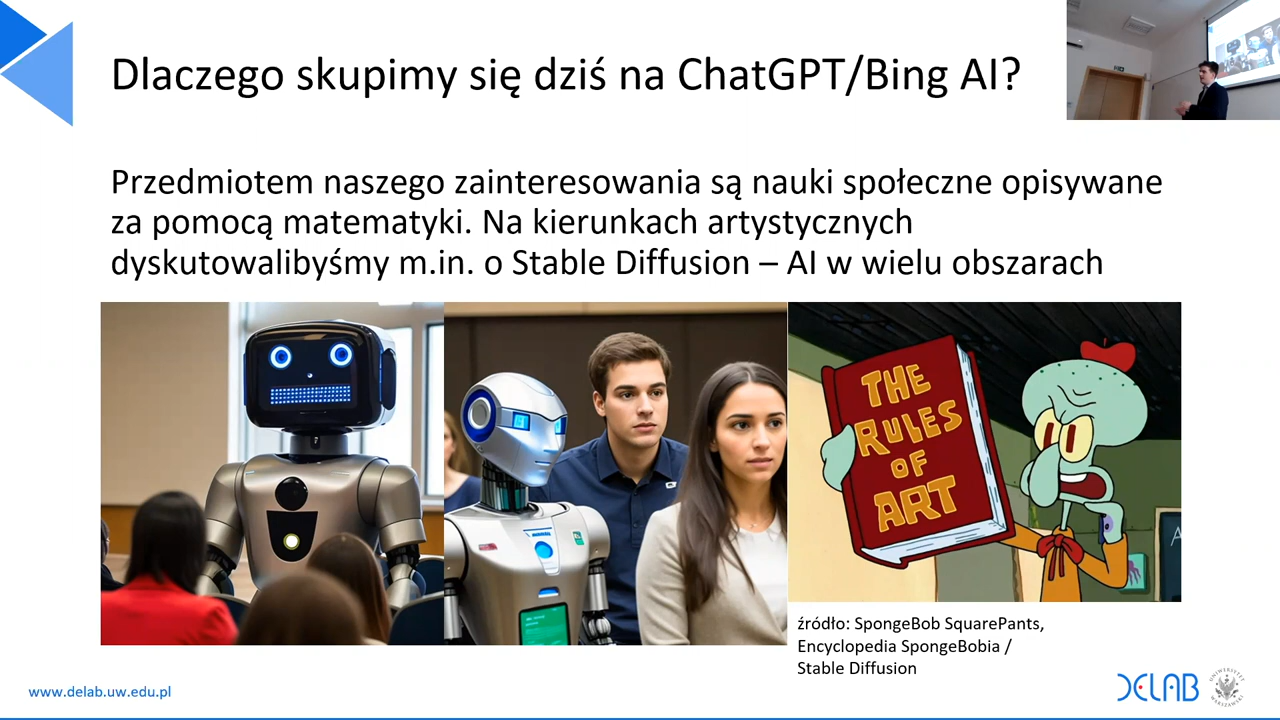 Dlaczego skupimy się dziś na ChatGPT/Bing AI?
Przedmiotem naszego zainteresowania są nauki społeczne opisywane
za pomocą matematyki. Na kierunkach artystycznych
dyskutowalibyśmy m.in. o Stable Diffusion – AI w wielu obszarach
THE
RULES
OF
ART
źródło: SpongeBob SquarePants,
Encyclopedia SpongeBobia /
Stable Diffusion
www.delab.uw.edu.pl
DELAB
UNIWERSYTET
WARSZAWSKI